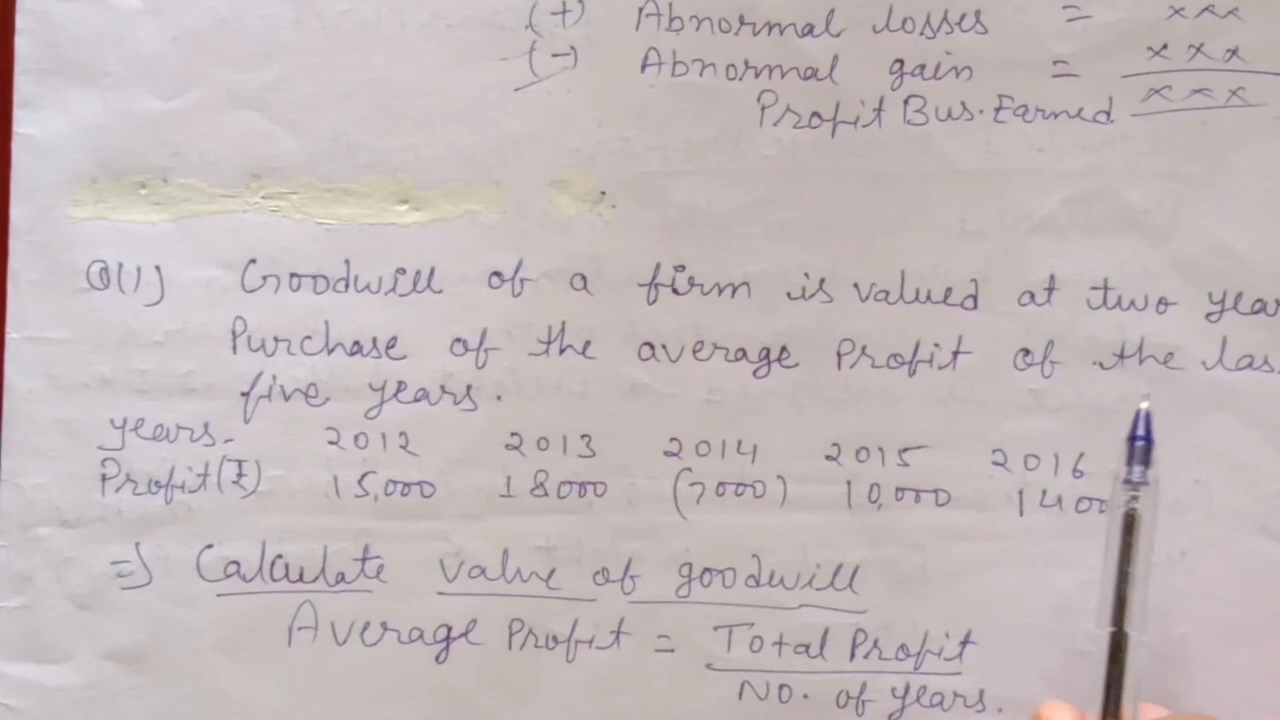 (+) Abnormal losses = xxx
(-) Abnormal gain = xxx
Profit Bus. Earned xxx
Q(1) Goodwill of a firm is valued at two year
Purchase of the average Profit of the las
five years.
years- 2012 2013 2014 2015 2016
Profit(₹) 15,000 18000 (7000) 10,000 1400
=) Calculate value of goodwill
Average Profit = Total Profit
No. of years.